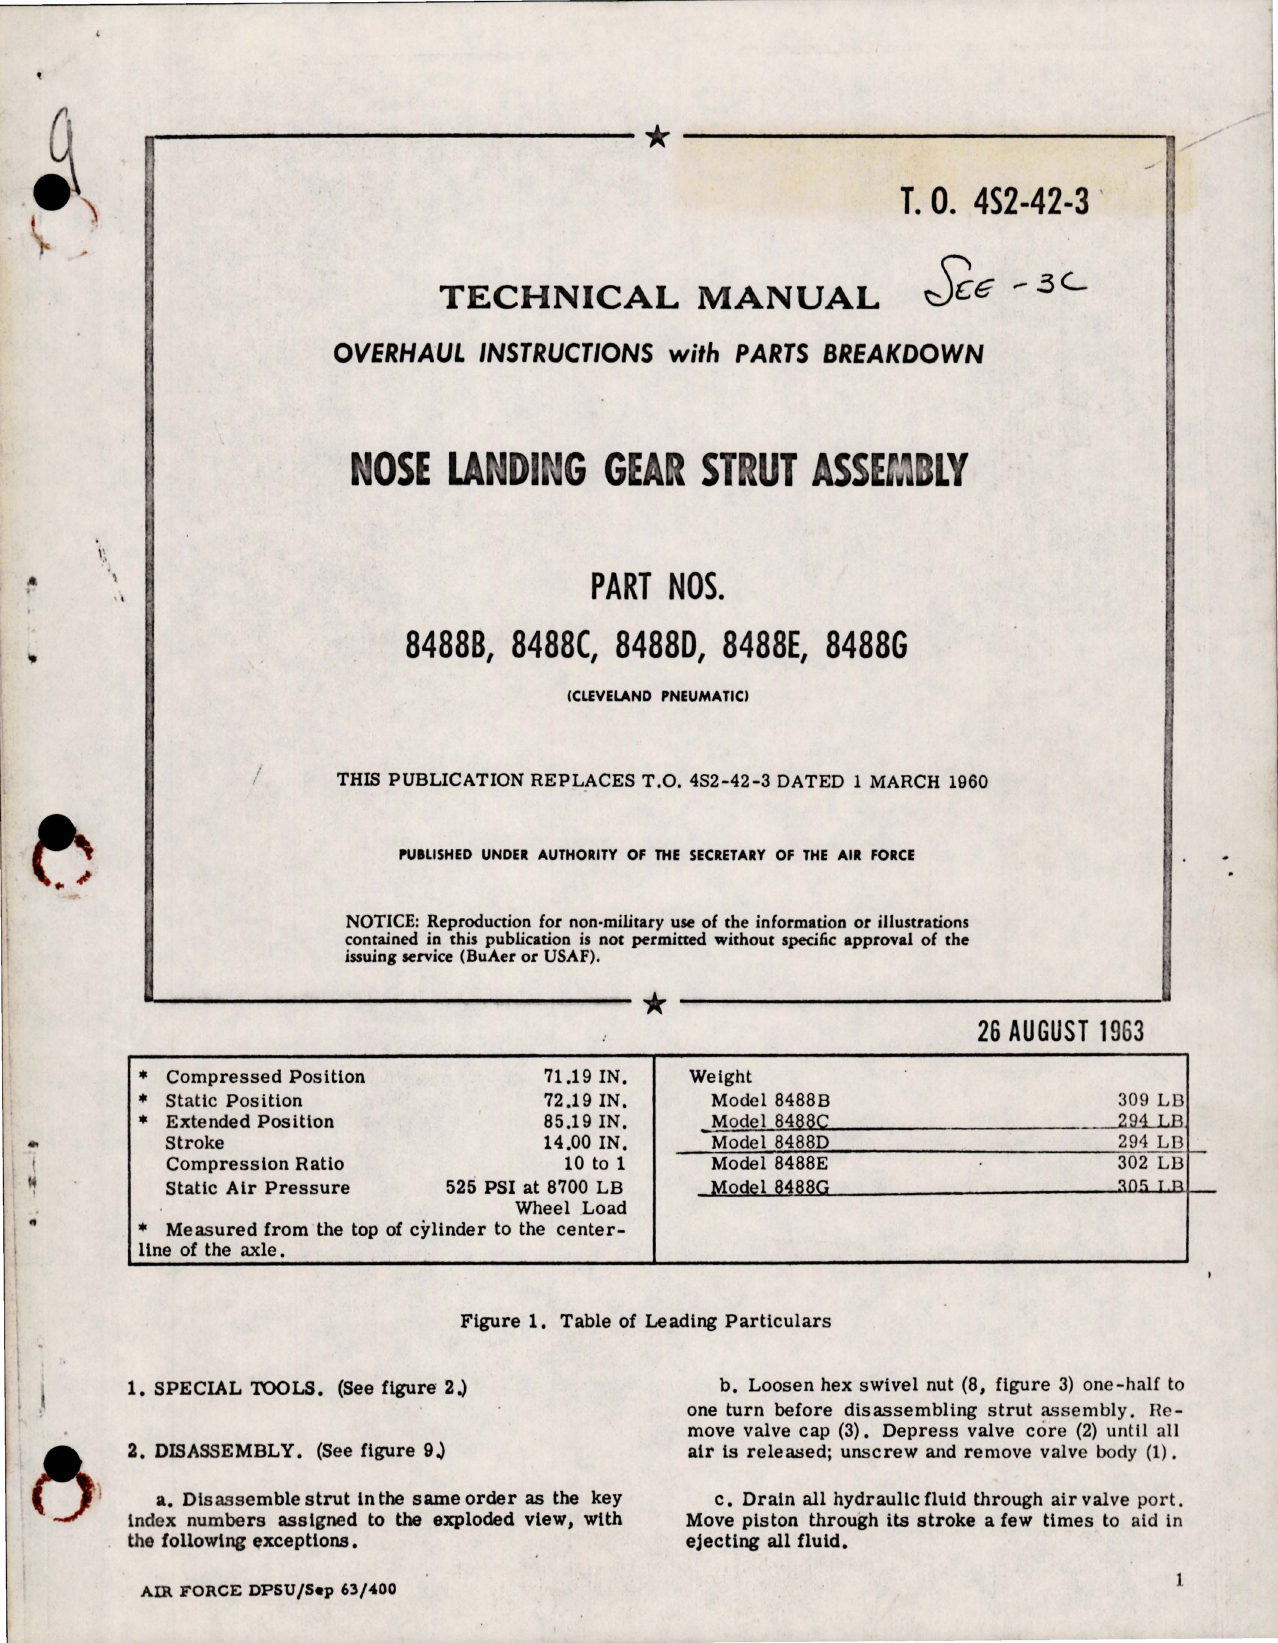 9
T. O. 4S2-42-3
SEE - 3C
TECHNICAL MANUAL
OVERHAUL INSTRUCTIONS with PARTS BREAKDOWN
NOSE LANDING GEAR STRUT ASSEMBLY
PART NOS.
8488B, 8488C, 8488D, 8488E, 8488G
(CLEVELAND PNEUMATIC)
THIS PUBLICATION REPLACES T.O. 4S2-42-3 DATED 1 MARCH 1960
PUBLISHED UNDER AUTHORITY OF THE SECRETARY OF THE AIR FORCE
NOTICE: Reproduction for non-military use of the information or illustrations
contained in this publication is not permitted without specific approval of the
issuing service (BuAer or USAF).
26 AUGUST 1963
* Compressed Position 71.19 IN.
* Static Position 72.19 IN.
* Extended Position 85.19 IN.
Stroke 14.00 IN.
Compression Ratio 10 to 1
Static Air Pressure 525 PSI at 8700 LB
Wheel Load
* Measured from the top of cylinder to the center-
line of the axle.
Weight
Model 8488B 309 LB
Model 8488C 294 LB
Model 8488D 294 LB
Model 8488E 302 LB
Model 8488G 305 LB
Figure 1. Table of Leading Particulars
1. SPECIAL TOOLS. (See figure 2.)
2. DISASSEMBLY. (See figure 9.)
a. Disassemble strut in the same order as the key
index numbers assigned to the exploded view, with
the following exceptions.
b. Loosen hex swivel nut (8, figure 3) one-half to
one turn before disassembling strut assembly. Re-
move valve cap (3). Depress valve core (2) until all
air is released; unscrew and remove valve body (1).
c. Drain all hydraulic fluid through air valve port.
Move piston through its stroke a few times to aid in
ejecting all fluid.
AIR FORCE DPSU/Sep 63/400
1